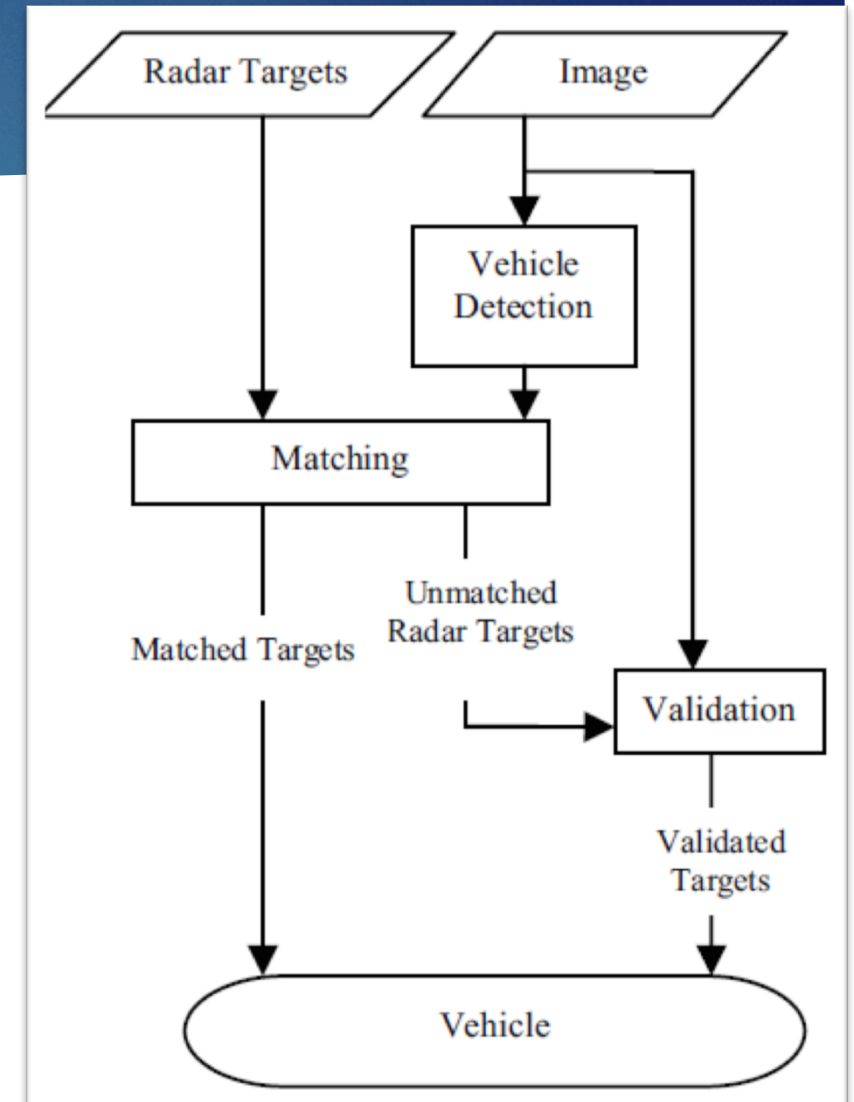 Radar Targets
Image
Vehicle
Detection
Matching
Unmatched
Radar Targets
Matched Targets
Validation
Validated
Targets
Vehicle